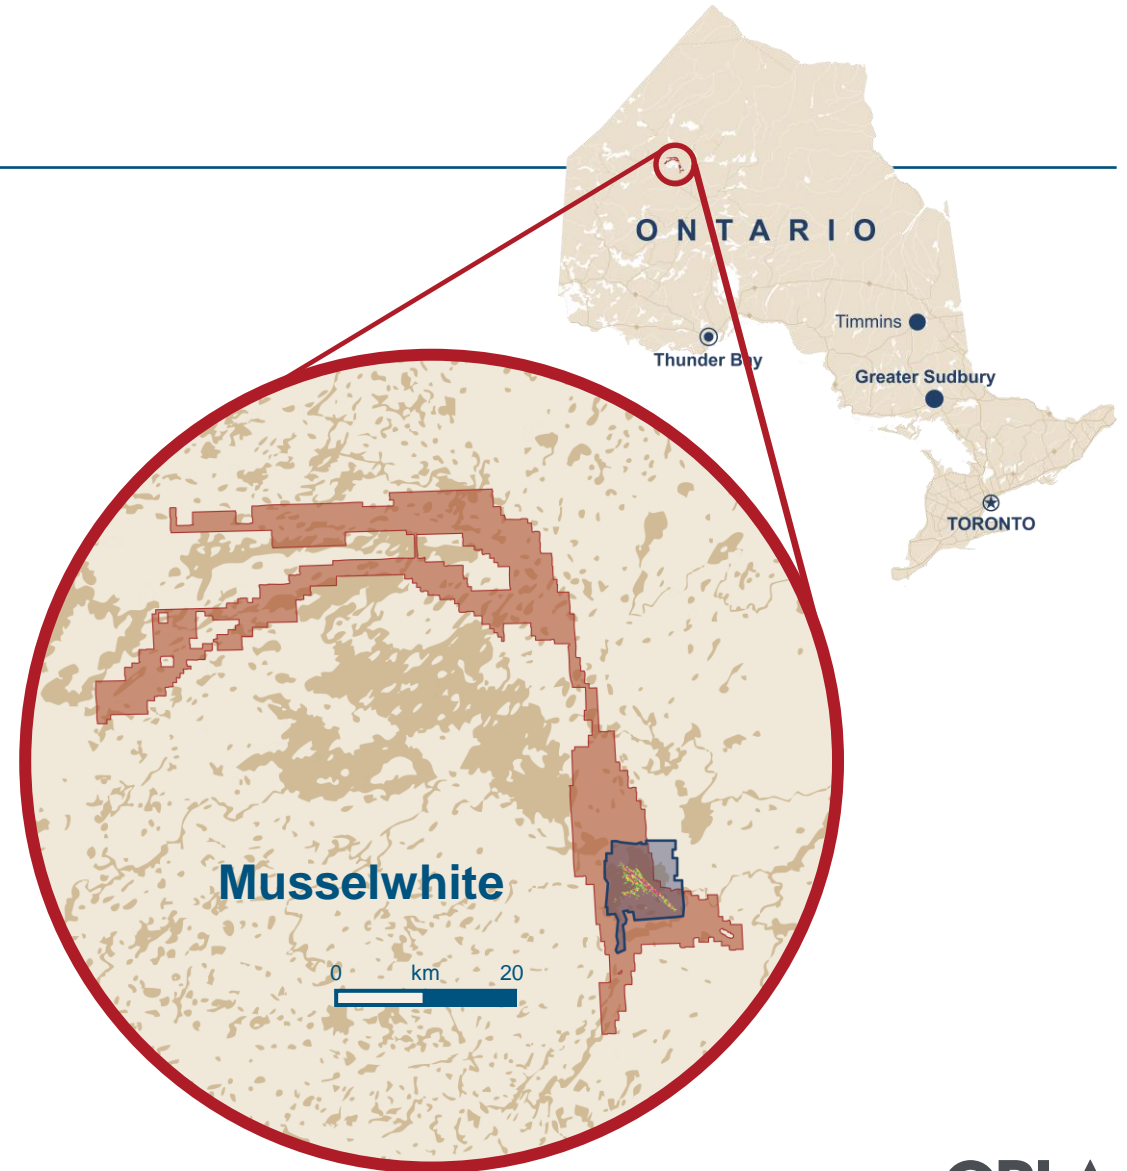 ONTARIO
Timmins
Thunder Bay
Greater Sudbury
TORONTO
Musselwhite
0 km 20